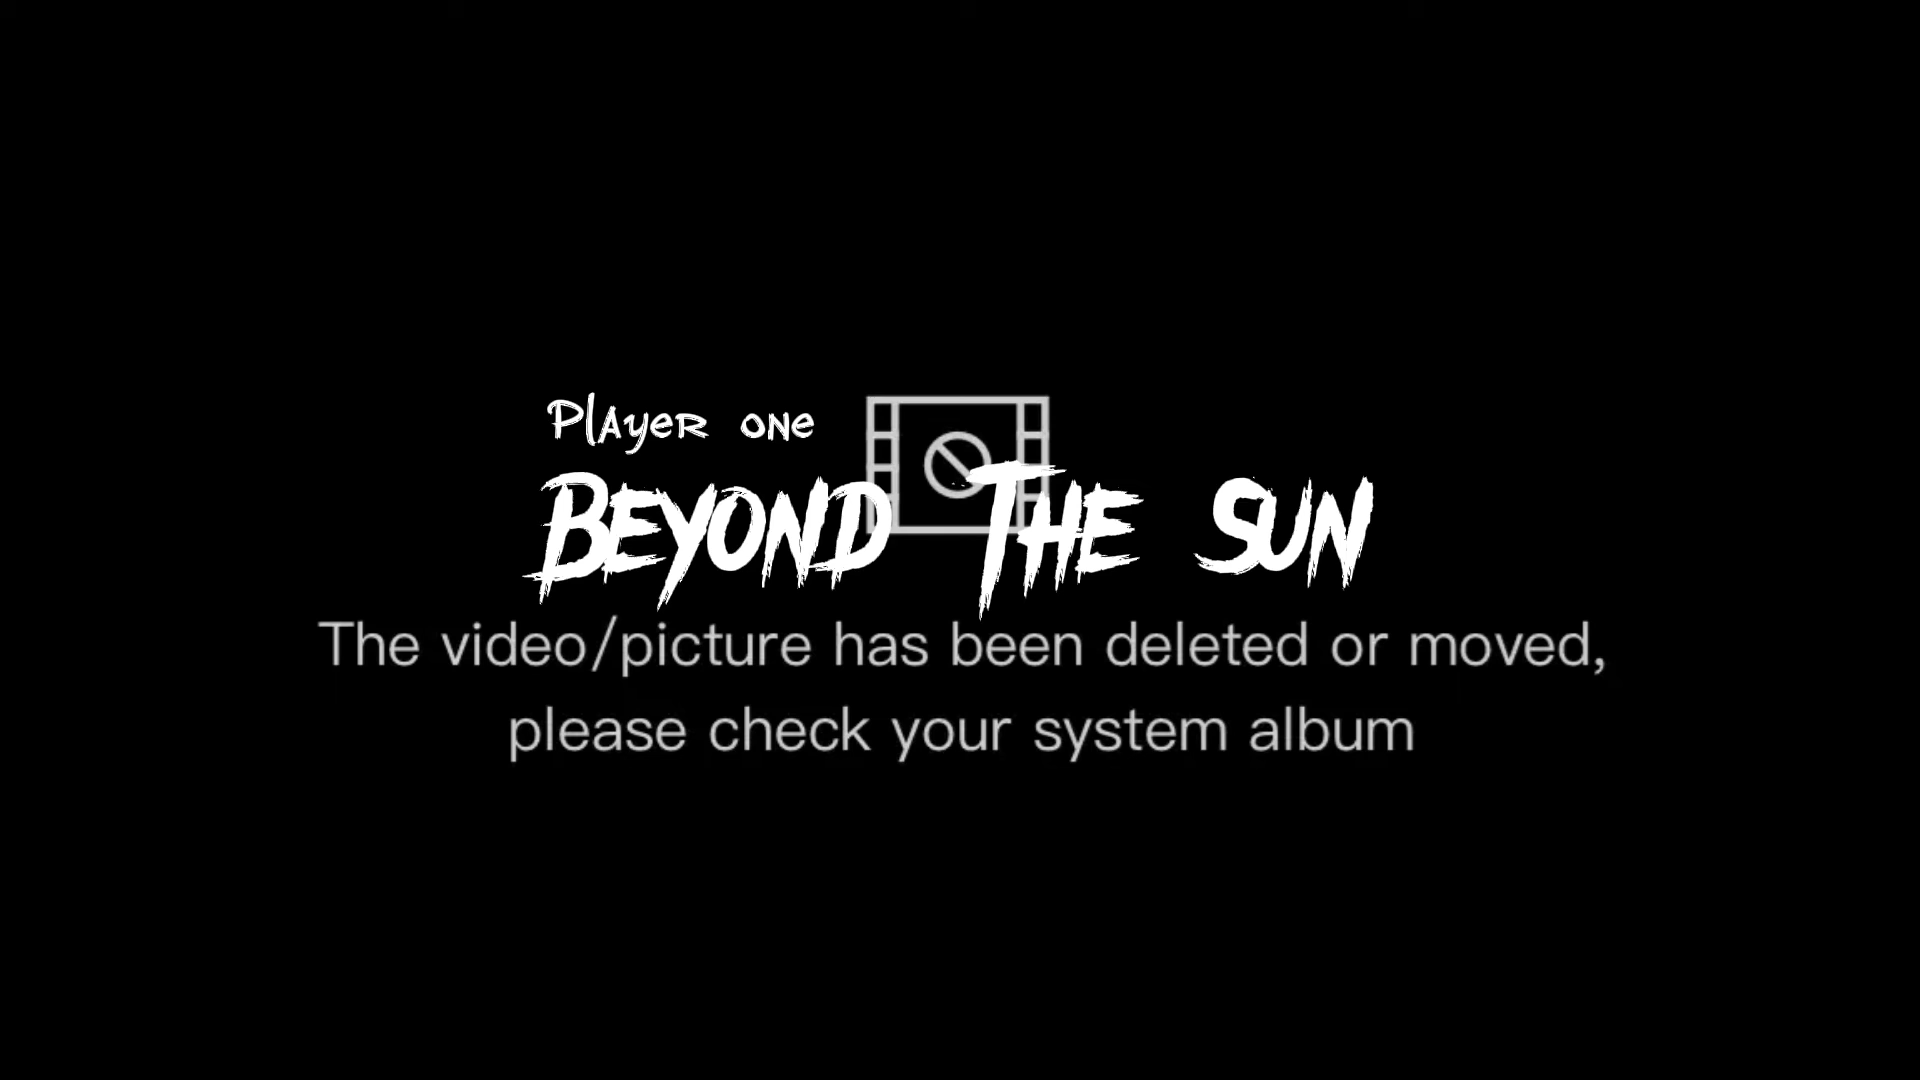 Player one
Beyond The Sun
The video/picture has been deleted or moved,
please check your system album